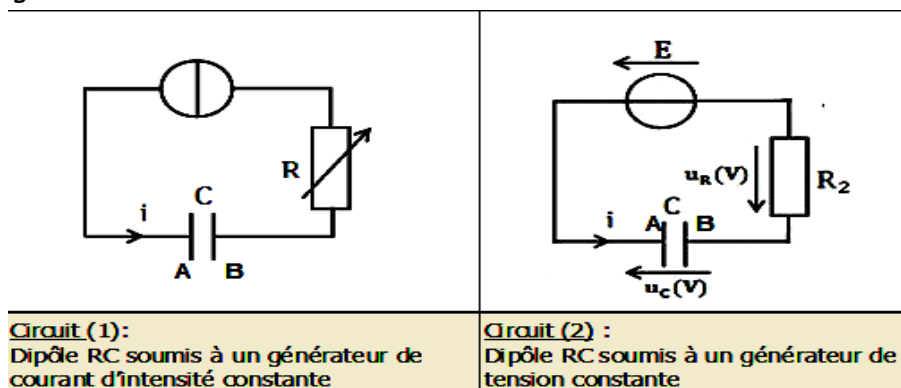 R
C
i
A B
E
u_R(V)
R₂
C
i
A B
u_C(V)
Circuit (1):
Dipôle RC soumis à un générateur de
courant d'intensité constante
Circuit (2) :
Dipôle RC soumis à un générateur de
tension constante